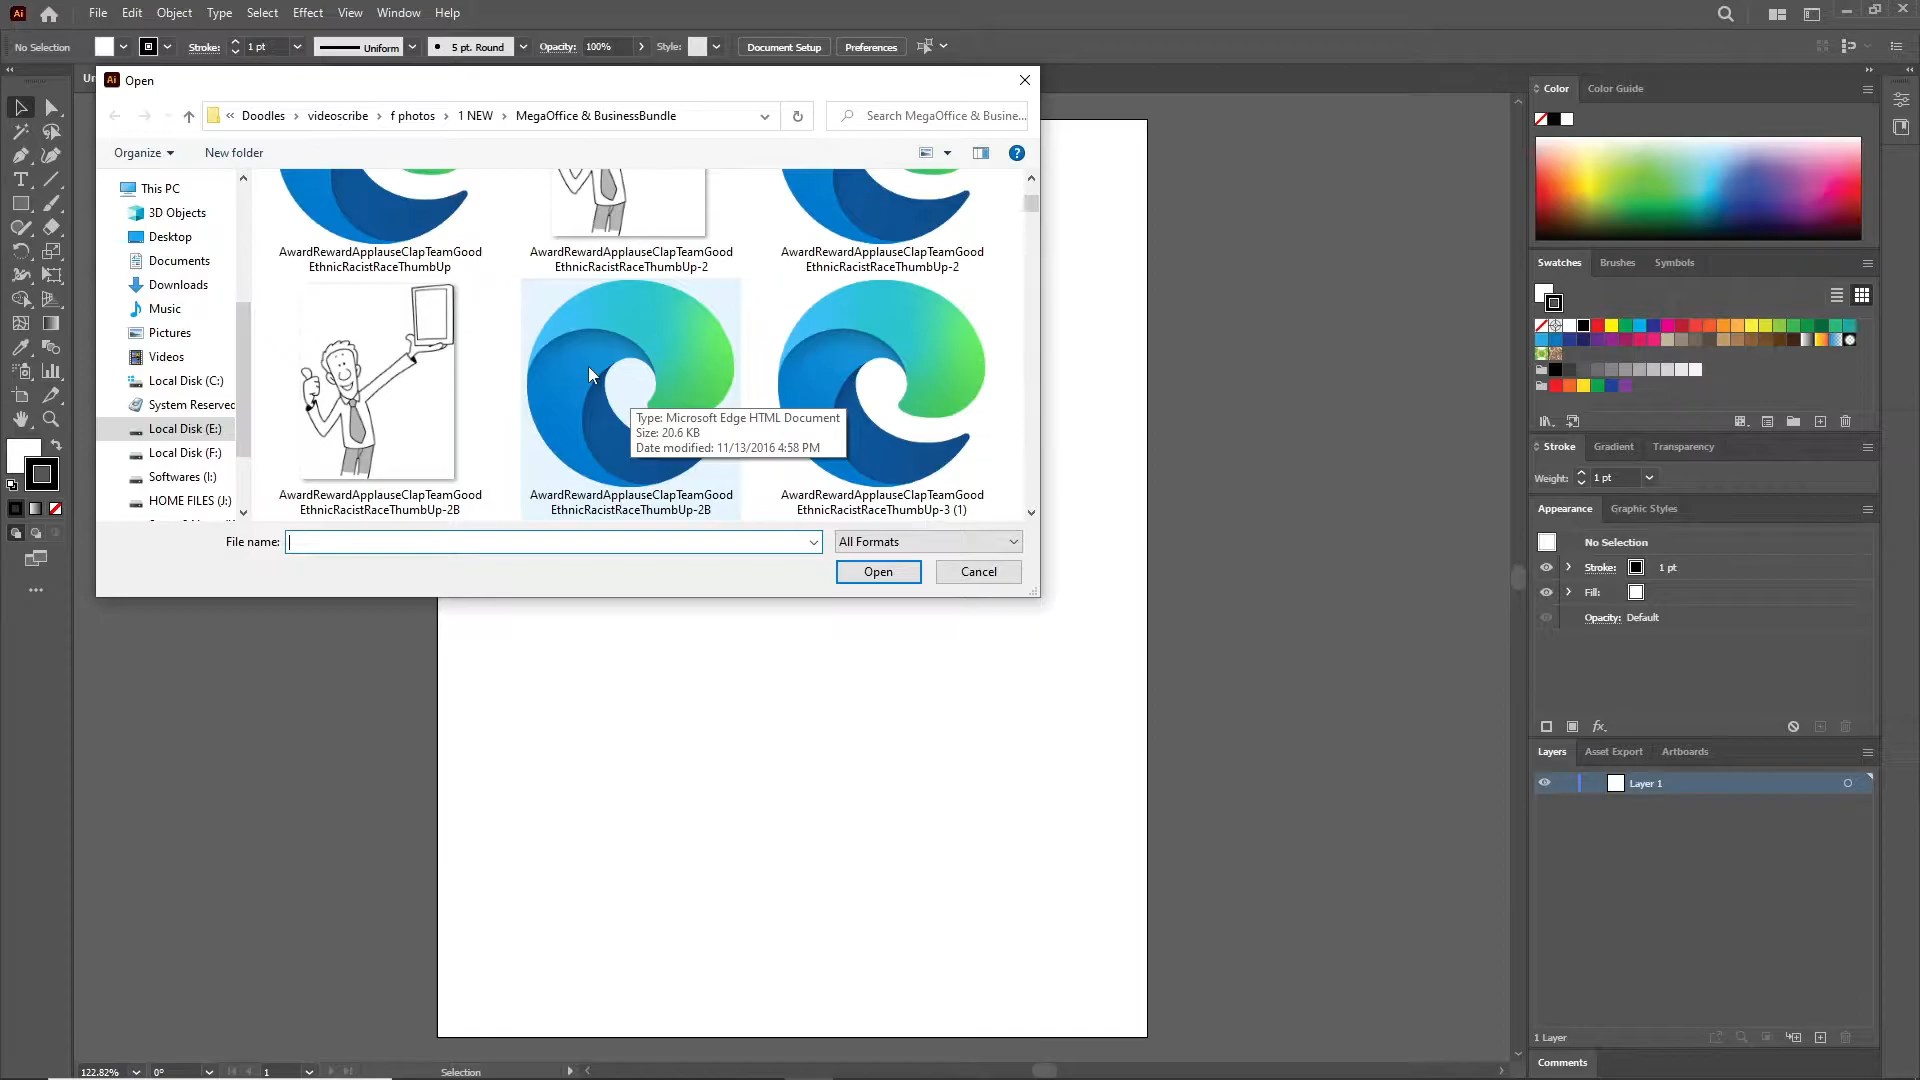 Ai File Edit Object Type Select Effect View Window Help
No Selection Stroke: 1 pt Uniform 5 pt. Round Opacity: 100% Style: Document Setup Preferences
Ai Open
« Doodles › videoscribe › f photos › 1 NEW › MegaOffice & BusinessBundle
Search MegaOffice & Busine...
Organize New folder
This PC
3D Objects
Desktop
Documents
Downloads
Music
Pictures
Videos
Local Disk (C:)
System Reserved
Local Disk (E:)
Local Disk (F:)
Softwares (I:)
HOME FILES (J:)
AwardRewardApplauseClapTeamGood
EthnicRacistRaceThumbUp
AwardRewardApplauseClapTeamGood
EthnicRacistRaceThumbUp-2
AwardRewardApplauseClapTeamGood
EthnicRacistRaceThumbUp-2
AwardRewardApplauseClapTeamGood
EthnicRacistRaceThumbUp-2B
AwardRewardApplauseClapTeamGood
EthnicRacistRaceThumbUp-2B
AwardRewardApplauseClapTeamGood
EthnicRacistRaceThumbUp-3 (1)
Type: Microsoft Edge HTML Document
Size: 20.6 KB
Date modified: 11/13/2016 4:58 PM
File name: All Formats
Open Cancel
Color Color Guide
Swatches Brushes Symbols
Stroke Gradient Transparency
Weight: 1 pt
Appearance Graphic Styles
No Selection
Stroke: 1 pt
Fill:
Opacity: Default
fx
Layers Asset Export Artboards
Layer 1
1 Layer
Comments
122.82% 0° 1 Selection